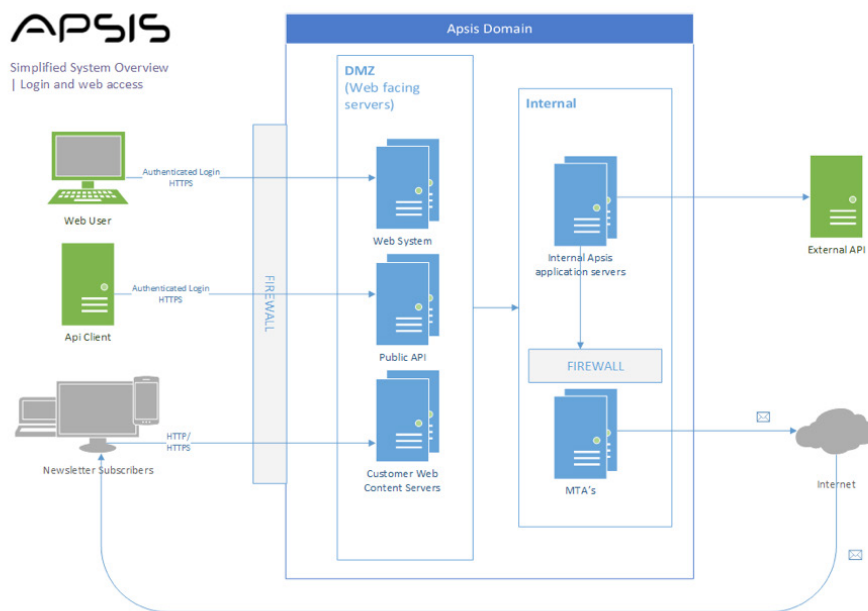 APSIS
Simplified System Overview
| Login and web access
Apsis Domain
DMZ
(Web facing
servers)
Internal
Authenticated Login
HTTPS
Web User
Web System
Internal Apsis
application servers
External API
Authenticated Login
HTTPS
Api Client
FIREWALL
Public API
FIREWALL
HTTP/
HTTPS
Newsletter Subscribers
Customer Web
Content Servers
MTA's
Internet